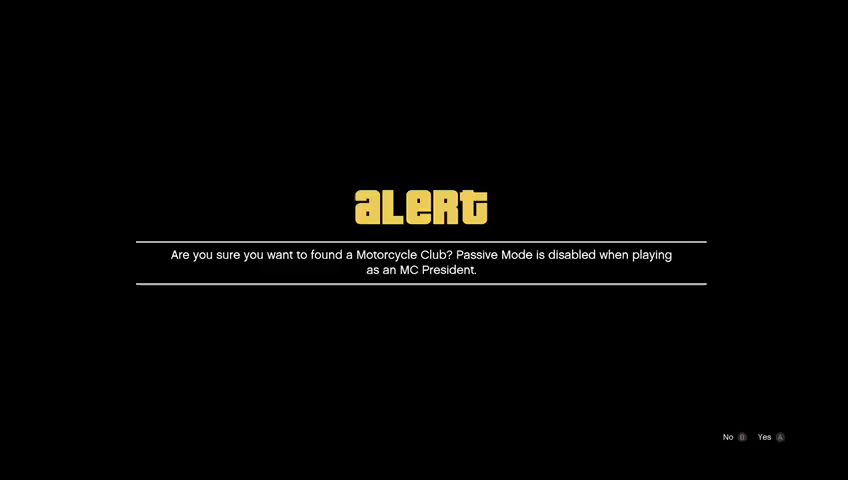 aLeRt
Are you sure you want to found a Motorcycle Club? Passive Mode is disabled when playing
as an MC President.
No B Yes A